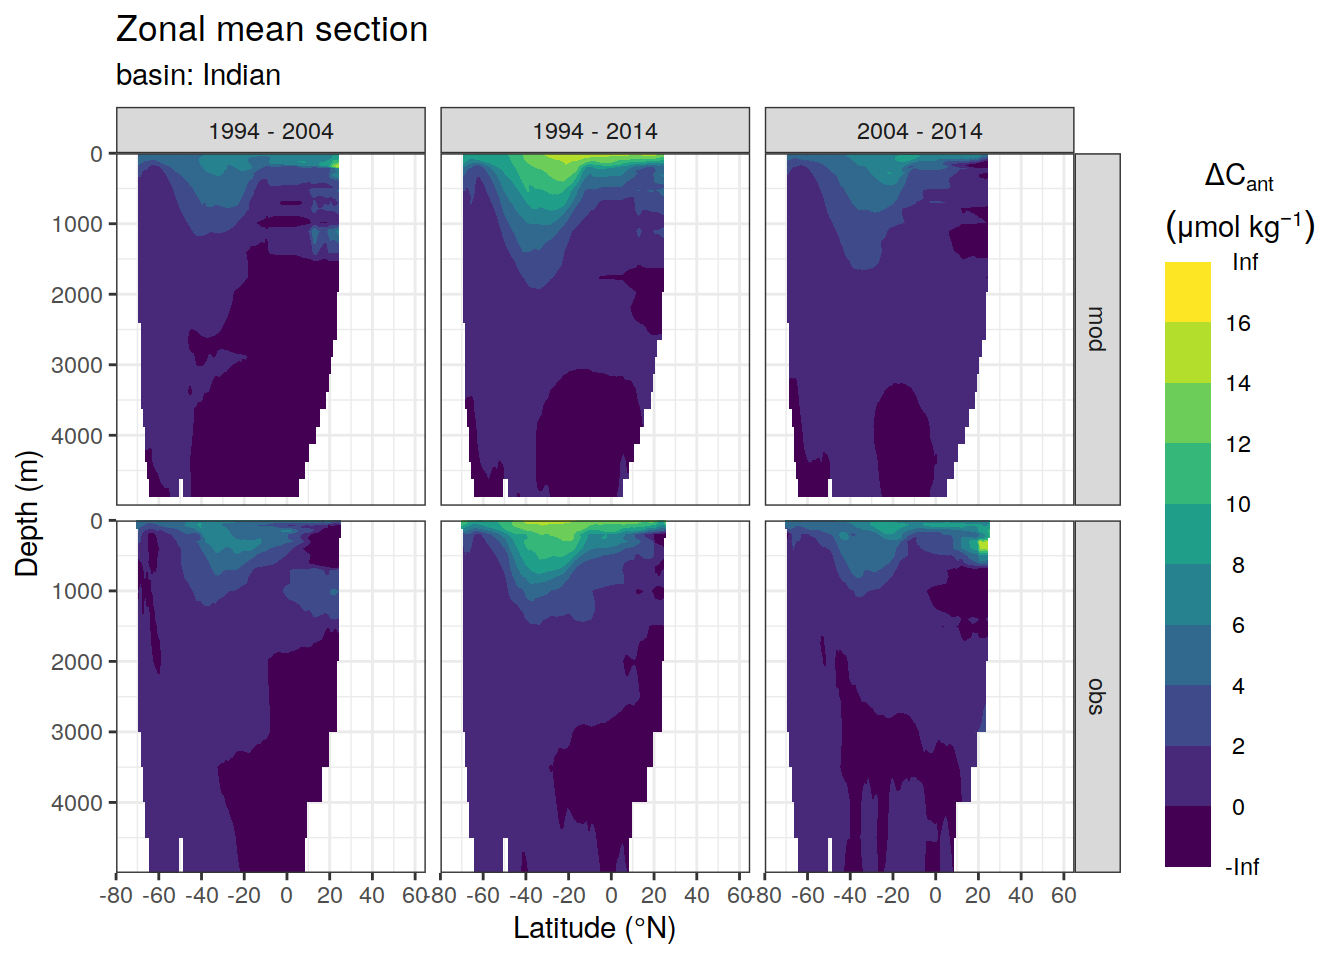 Zonal mean section
basin: Indian
1994 - 2004
1994 - 2014
2004 - 2014
0
1000
2000
3000
4000
mod
0
1000
2000
3000
4000
obs
-80 -60 -40 -20 0 20 40 60
-80 -60 -40 -20 0 20 40 60
-80 -60 -40 -20 0 20 40 60
Latitude (°N)
Depth (m)
ΔCant
(μmol kg⁻¹)
Inf
16
14
12
10
8
6
4
2
0
-Inf